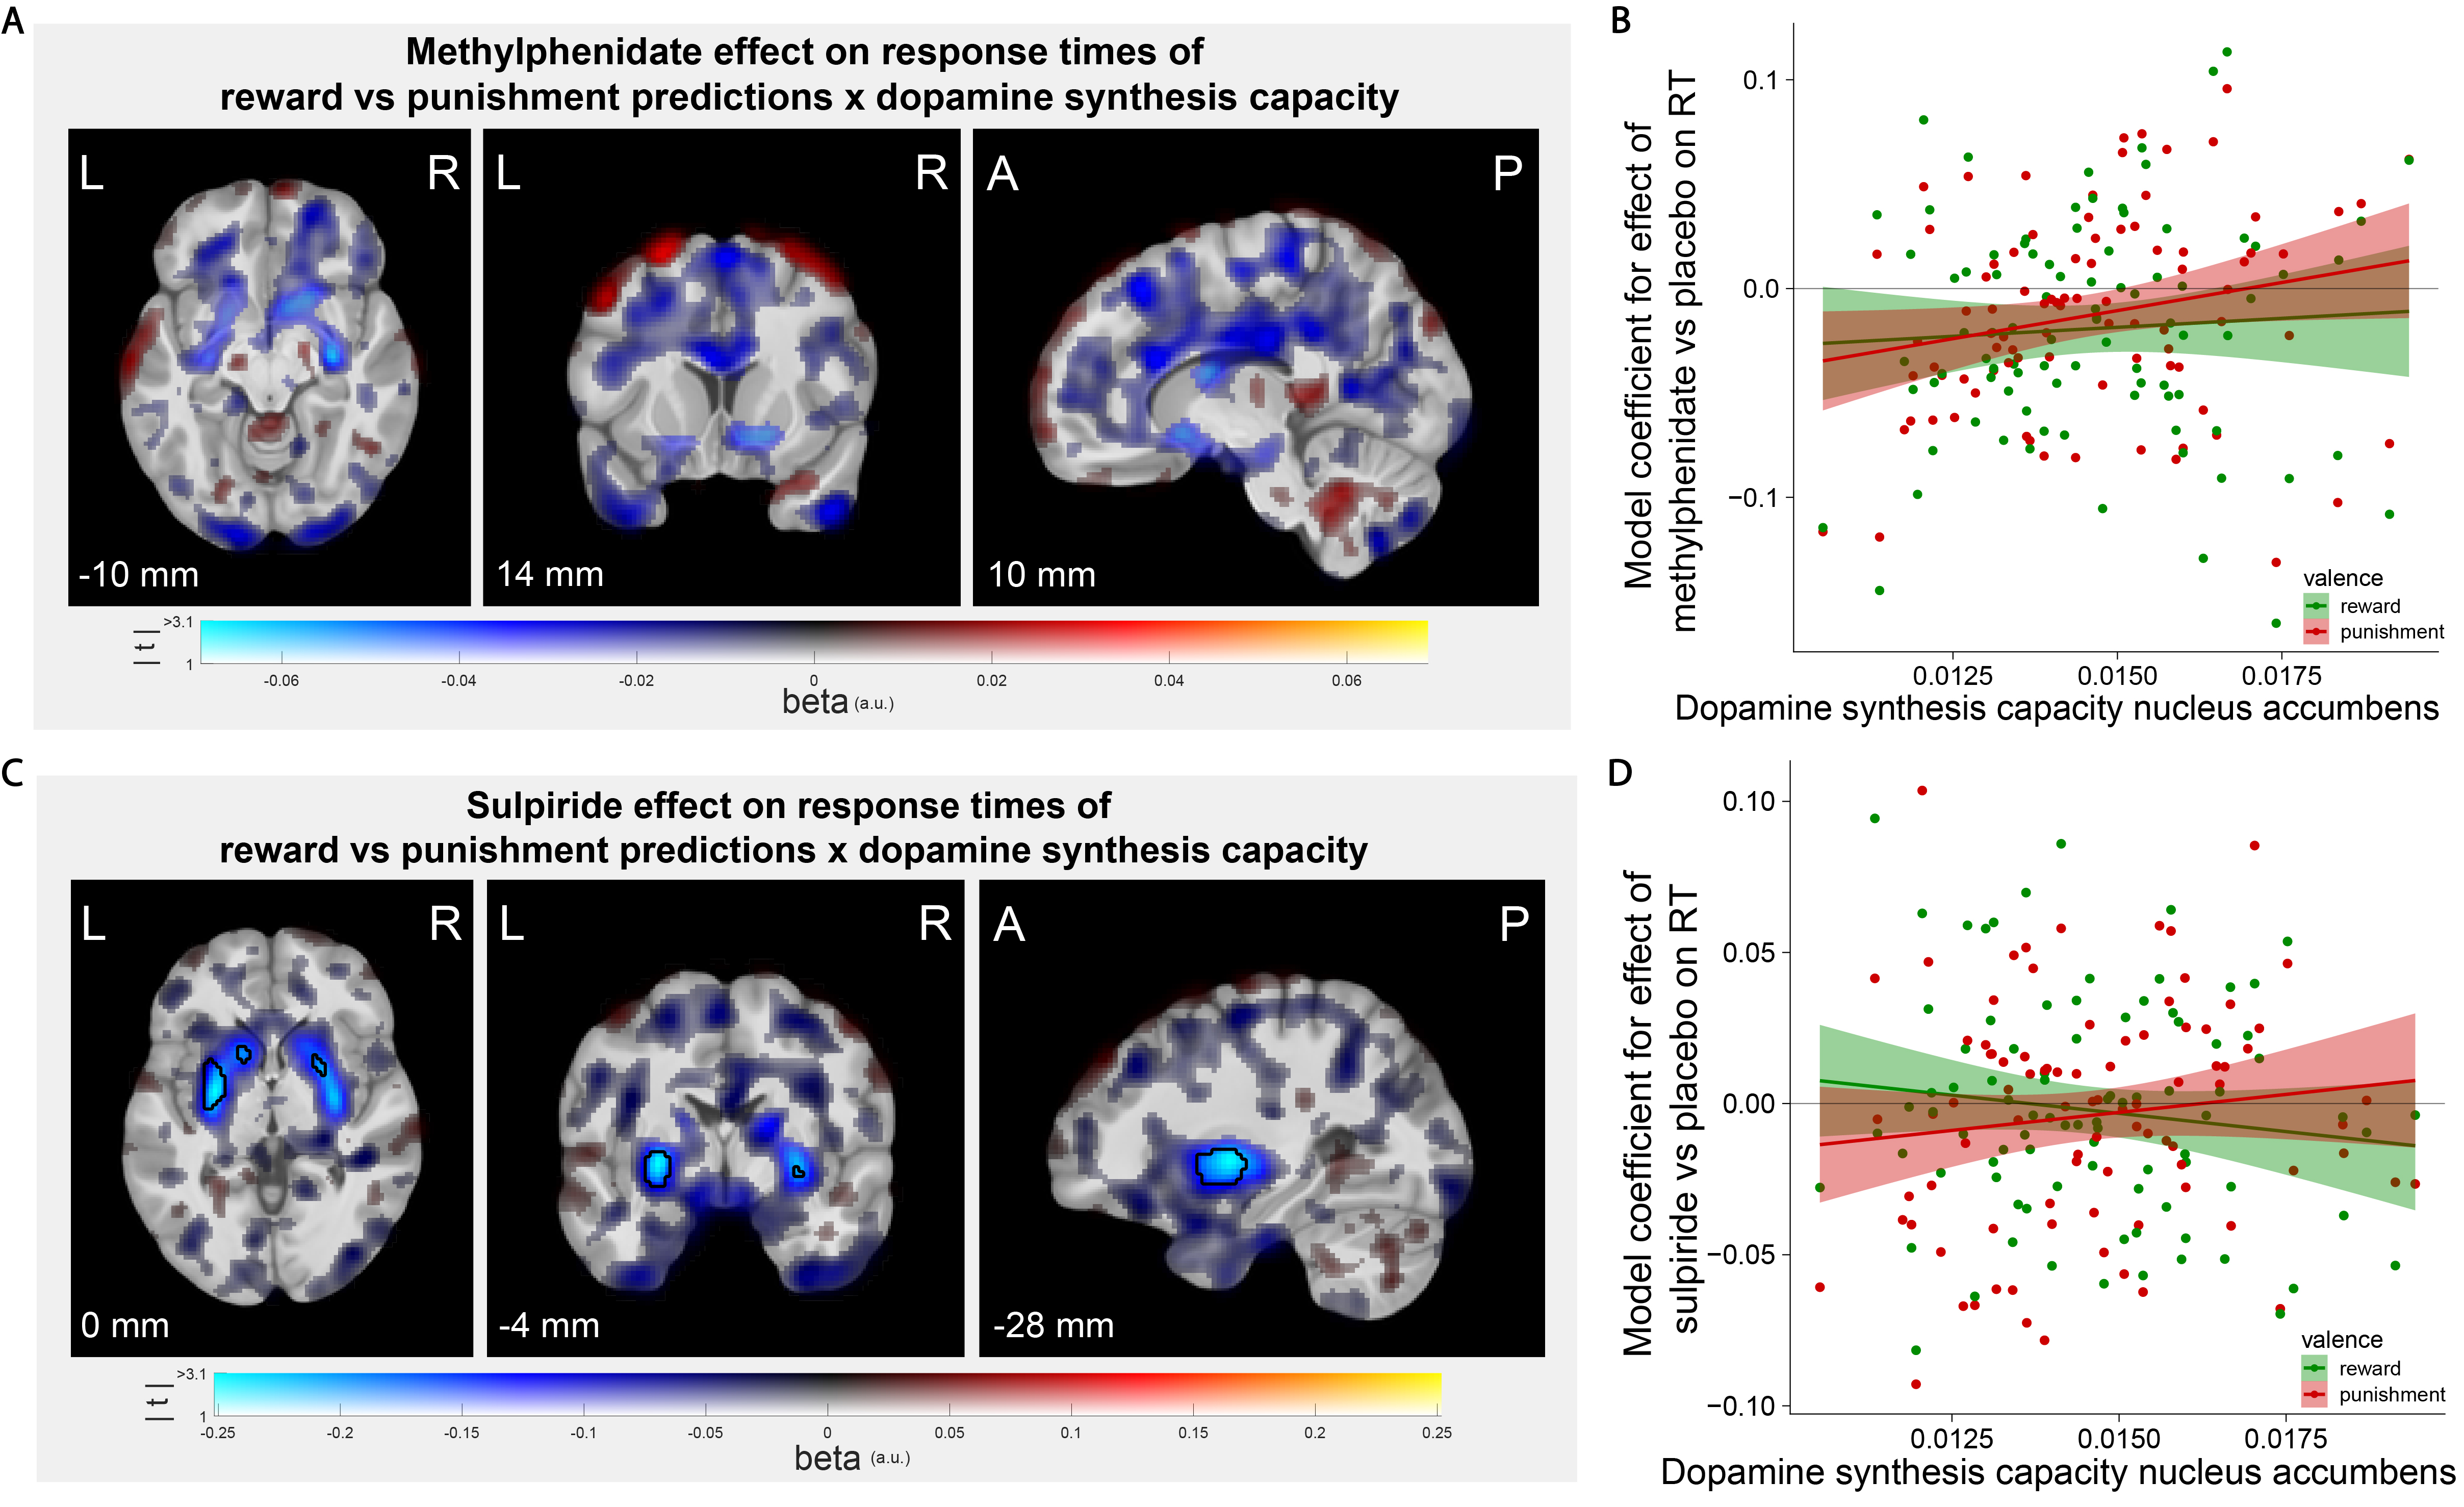 A
Methylphenidate effect on response times of
reward vs punishment predictions x dopamine synthesis capacity
L R
L R
A P
-10 mm
14 mm
10 mm
| t |
>3.1
1
-0.06 -0.04 -0.02 0 0.02 0.04 0.06
beta (a.u.)
B
Model coefficient for effect of
methylphenidate vs placebo on RT
0.1
0.0
−0.1
valence
reward
punishment
0.0125 0.0150 0.0175
Dopamine synthesis capacity nucleus accumbens
C
Sulpiride effect on response times of
reward vs punishment predictions x dopamine synthesis capacity
L R
L R
A P
0 mm
-4 mm
-28 mm
| t |
>3.1
1
-0.25 -0.2 -0.15 -0.1 -0.05 0 0.05 0.1 0.15 0.2 0.25
beta (a.u.)
D
Model coefficient for effect of
sulpiride vs placebo on RT
0.10
0.05
0.00
−0.05
−0.10
valence
reward
punishment
0.0125 0.0150 0.0175
Dopamine synthesis capacity nucleus accumbens